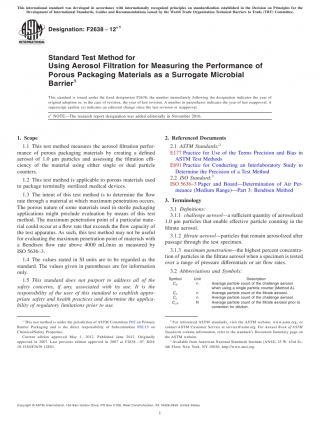 This international standard was developed in accordance with internationally recognized principles on standardization established in the Decision on Principles for the
Development of International Standards, Guides and Recommendations issued by the World Trade Organization Technical Barriers to Trade (TBT) Committee.
INTERNATIONAL
Designation: F2638 − 12ᵋ¹
Standard Test Method for
Using Aerosol Filtration for Measuring the Performance of
Porous Packaging Materials as a Surrogate Microbial
Barrier¹
This standard is issued under the fixed designation F2638; the number immediately following the designation indicates the year of
original adoption or, in the case of revision, the year of last revision. A number in parentheses indicates the year of last reapproval. A
superscript epsilon (ε) indicates an editorial change since the last revision or reapproval.
ε¹ NOTE—The research report designation was added editorially in November 2016.
1. Scope
1.1 This test method measures the aerosol filtration perfor-
mance of porous packaging materials by creating a defined
aerosol of 1.0 μm particles and assessing the filtration effi-
ciency of the material using either single or dual particle
counters.
1.2 This test method is applicable to porous materials used
to package terminally sterilized medical devices.
1.3 The intent of this test method is to determine the flow
rate through a material at which maximum penetration occurs.
The porous nature of some materials used in sterile packaging
applications might preclude evaluation by means of this test
method. The maximum penetration point of a particular mate-
rial could occur at a flow rate that exceeds the flow capacity of
the test apparatus. As such, this test method may not be useful
for evaluating the maximum penetration point of materials with
a Bendtsen flow rate above 4000 mL/min as measured by
ISO 5636–3.
1.4 The values stated in SI units are to be regarded as the
standard. The values given in parentheses are for information
only.
1.5 This standard does not purport to address all of the
safety concerns, if any, associated with its use. It is the
responsibility of the user of this standard to establish appro-
priate safety and health practices and determine the applica-
bility of regulatory limitations prior to use.
2. Referenced Documents
2.1 ASTM Standards:²
E177 Practice for Use of the Terms Precision and Bias in
ASTM Test Methods
E691 Practice for Conducting an Interlaboratory Study to
Determine the Precision of a Test Method
2.2 ISO Standard:³
ISO 5636–3 Paper and Board—Determination of Air Per-
meance (Medium Range)—Part 3: Bendtsen Method
3. Terminology
3.1 Definitions:
3.1.1 challenge aerosol—a sufficient quantity of aerosolized
1.0 μm particles that enable effective particle counting in the
filtrate aerosol.
3.1.2 filtrate aerosol—particles that remain aerosolized after
passage through the test specimen.
3.1.3 maximum penetration—the highest percent concentra-
tion of particles in the filtrate aerosol when a specimen is tested
over a range of pressure differentials or air flow rates.
3.2 Abbreviations and Symbols:
Symbol Unit Description
Average particle count of the challenge aerosol
when using a single particle counter (Method A).
Average particle count of the challenge aerosol
Average particle count of the filtrate aerosol
Average particle count of the filtrate aerosol prior to
correction for dilution.
¹ This test method is under the jurisdiction of ASTM Committee F02 on Primary
Barrier Packaging and is the direct responsibility of Subcommittee F02.15 on
Chemical/Safety Properties.
Current edition approved May 1, 2012. Published June 2012. Originally
approved in 2007. Last previous edition approved in 2007 as
² For referenced ASTM standards, visit the ASTM website, www.astm.org, or
contact ASTM Customer Service at service@astm.org. For Annual Book of ASTM
Standards volume information, refer to the standard's Document Summary page on
the ASTM website.
³ Available from American National Standards Institute (ANSI), 25 W. 43rd St.,
4th Floor, New York, NY 10036, http://www.ansi.org.
Copyright © ASTM International, 100 Barr Harbor Drive, PO Box C700, West Conshohocken, PA 19428-2959. United States
1